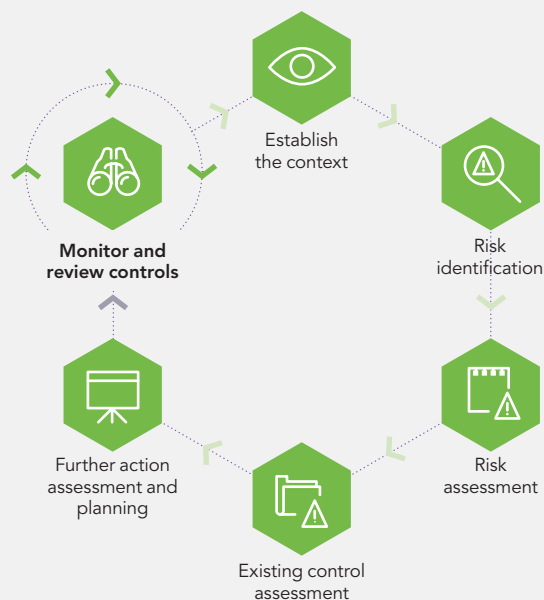 Establish
the context
Risk
identification
Risk
assessment
Existing control
assessment
Further action
assessment and
planning
Monitor and
review controls